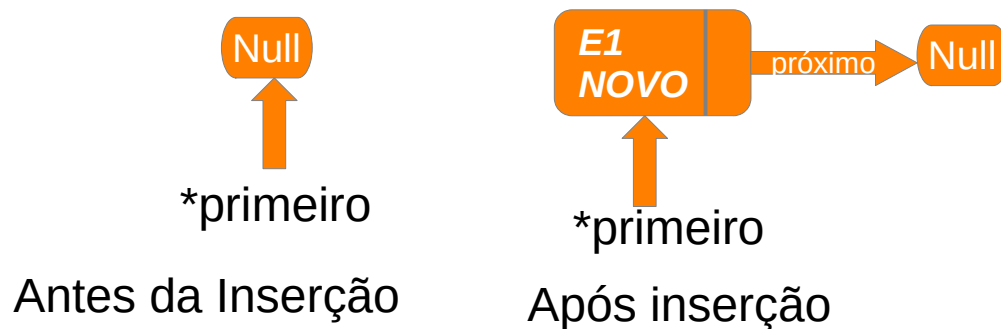 Null
*primeiro
Antes da Inserção
E1
NOVO
próximo
Null
*primeiro
Após inserção